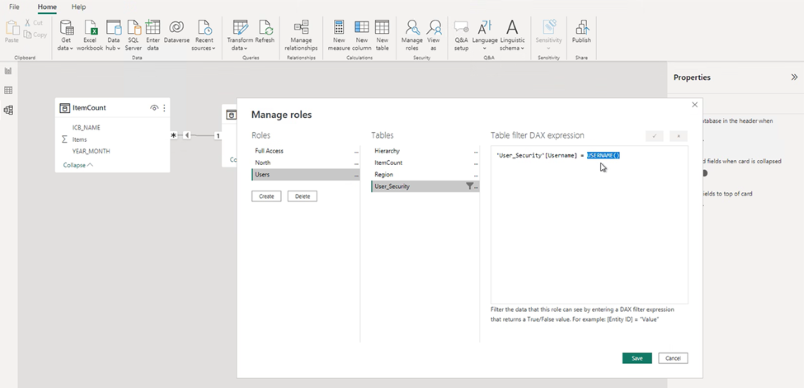 File Home Help
Paste
Cut
Copy
Clipboard
Get data
Excel workbook
Data hub
SQL Server
Enter data
Dataverse
Recent sources
Data
Transform data
Refresh
Queries
Manage relationships
Relationships
New measure
New column
New table
Calculations
Manage roles
View as
Security
Q&A setup
Language
Linguistic schema
Q&A
Sensitivity
Sensitivity
Publish
Share
ItemCount
ICB_NAME
Σ Items
YEAR_MONTH
Collapse
* 1
Properties
atabase in the header when
d fields when card is collapsed
fields to top of card
Manage roles
Roles
Full Access ...
North ...
Users ...
Create Delete
Tables
Hierarchy ...
ItemCount ...
Region ...
User_Security ...
Table filter DAX expression
'User_Security'[Username] = USERNAME()
Filter the data that this role can see by entering a DAX filter expression
that returns a True/False value. For example: [Entity ID] = "Value"
Save Cancel